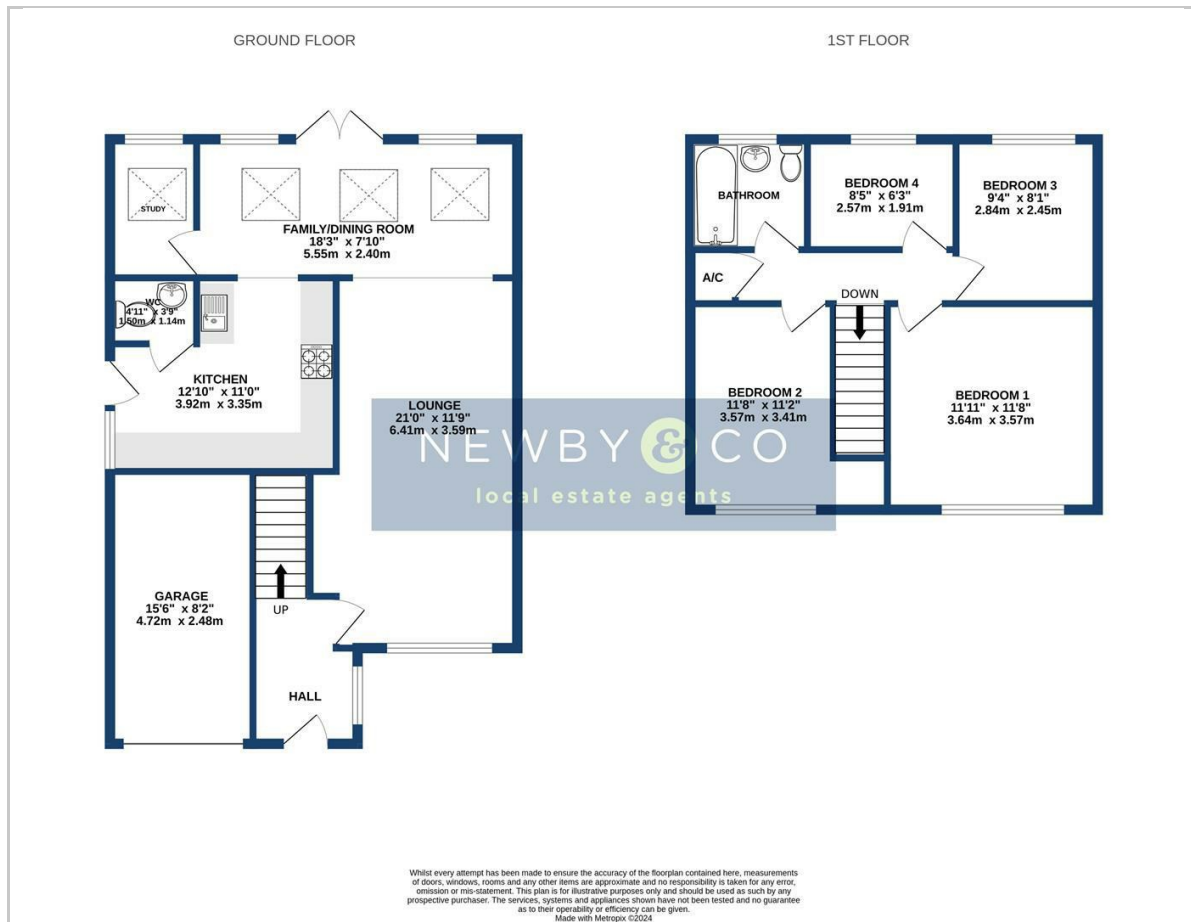 GROUND FLOOR
STUDY
FAMILY/DINING ROOM
18'3" x 7'10"
5.55m x 2.40m
WC
4'11" x 3'9"
1.50m x 1.14m
KITCHEN
12'10" x 11'0"
3.92m x 3.35m
LOUNGE
21'0" x 11'9"
6.41m x 3.59m
GARAGE
15'6" x 8'2"
4.72m x 2.48m
UP
HALL
1ST FLOOR
BATHROOM
BEDROOM 4
8'5" x 6'3"
2.57m x 1.91m
BEDROOM 3
9'4" x 8'1"
2.84m x 2.45m
A/C
DOWN
BEDROOM 2
11'8" x 11'2"
3.57m x 3.41m
BEDROOM 1
11'11" x 11'8"
3.64m x 3.57m
NEWBY & CO
local estate agents
Whilst every attempt has been made to ensure the accuracy of the floorplan contained here, measurements
of doors, windows, rooms and any other items are approximate and no responsibility is taken for any error,
omission or mis-statement. This plan is for illustrative purposes only and should be used as such by any
prospective purchaser. The services, systems and appliances shown have not been tested and no guarantee
as to their operability or efficiency can be given.
Made with Metropix ©2024